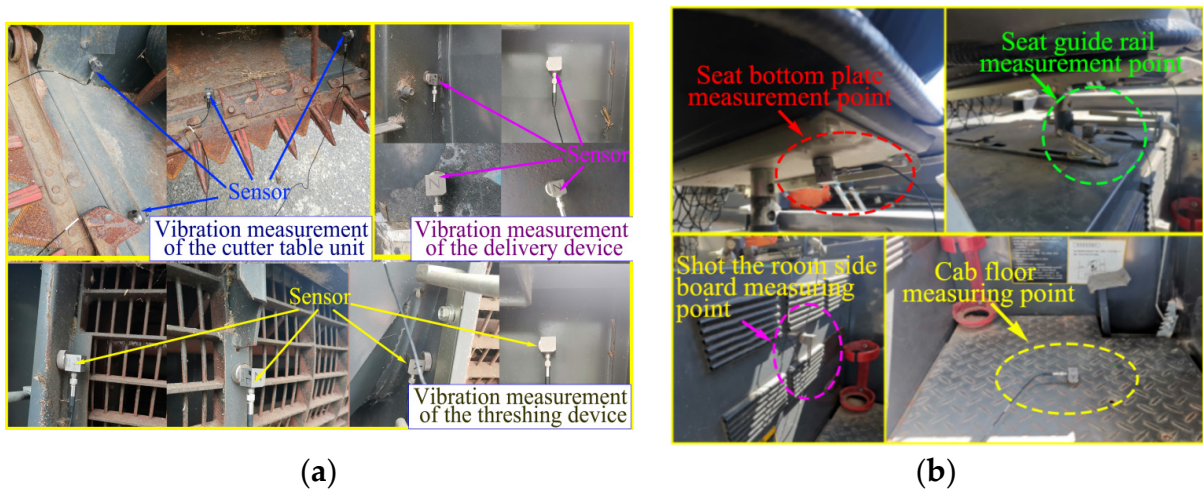 Sensor
Vibration measurement
of the cutter table unit
Sensor
Vibration measurement
of the delivery device
Sensor
Vibration measurement
of the threshing device
(a)
Seat bottom plate
measurement point
Seat guide rail
measurement point
Shot the room side
board measuring
point
Cab floor
measuring point
(b)